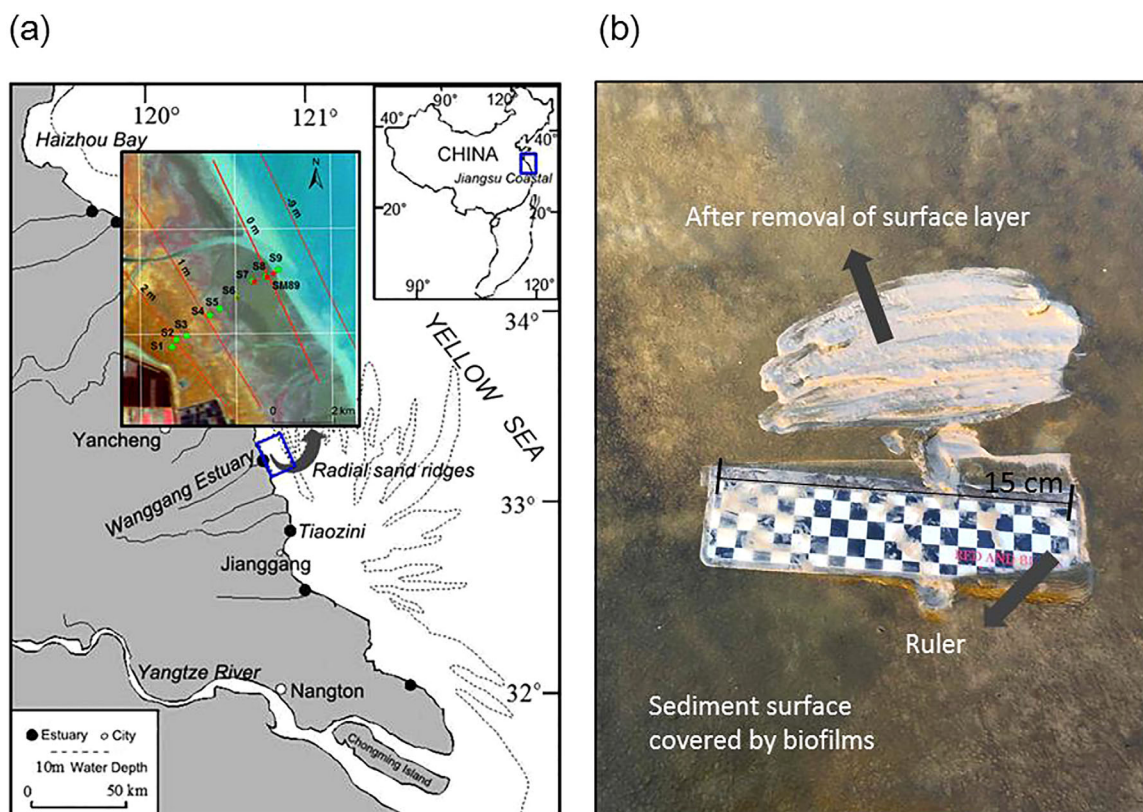 (a)
(b)
120°
121°
Haizhou Bay
90°
120°
40°
40°
CHINA
Jiangsu Coastal
20°
20°
90°
120°
N
-9 m
0 m
1 m
2 m
S9
S8
S7
SM89
S6
S5
S4
S3
S2
S1
0
2 km
34°
YELLOW SEA
Yancheng
Radial sand ridges
Wanggang Estuary
33°
Tiaozini
Jianggang
Yangtze River
Nangton
32°
Chongming Island
Estuary
City
10m Water Depth
0
50 km
After removal of surface layer
15 cm
RED AND B
Ruler
Sediment surface
covered by biofilms